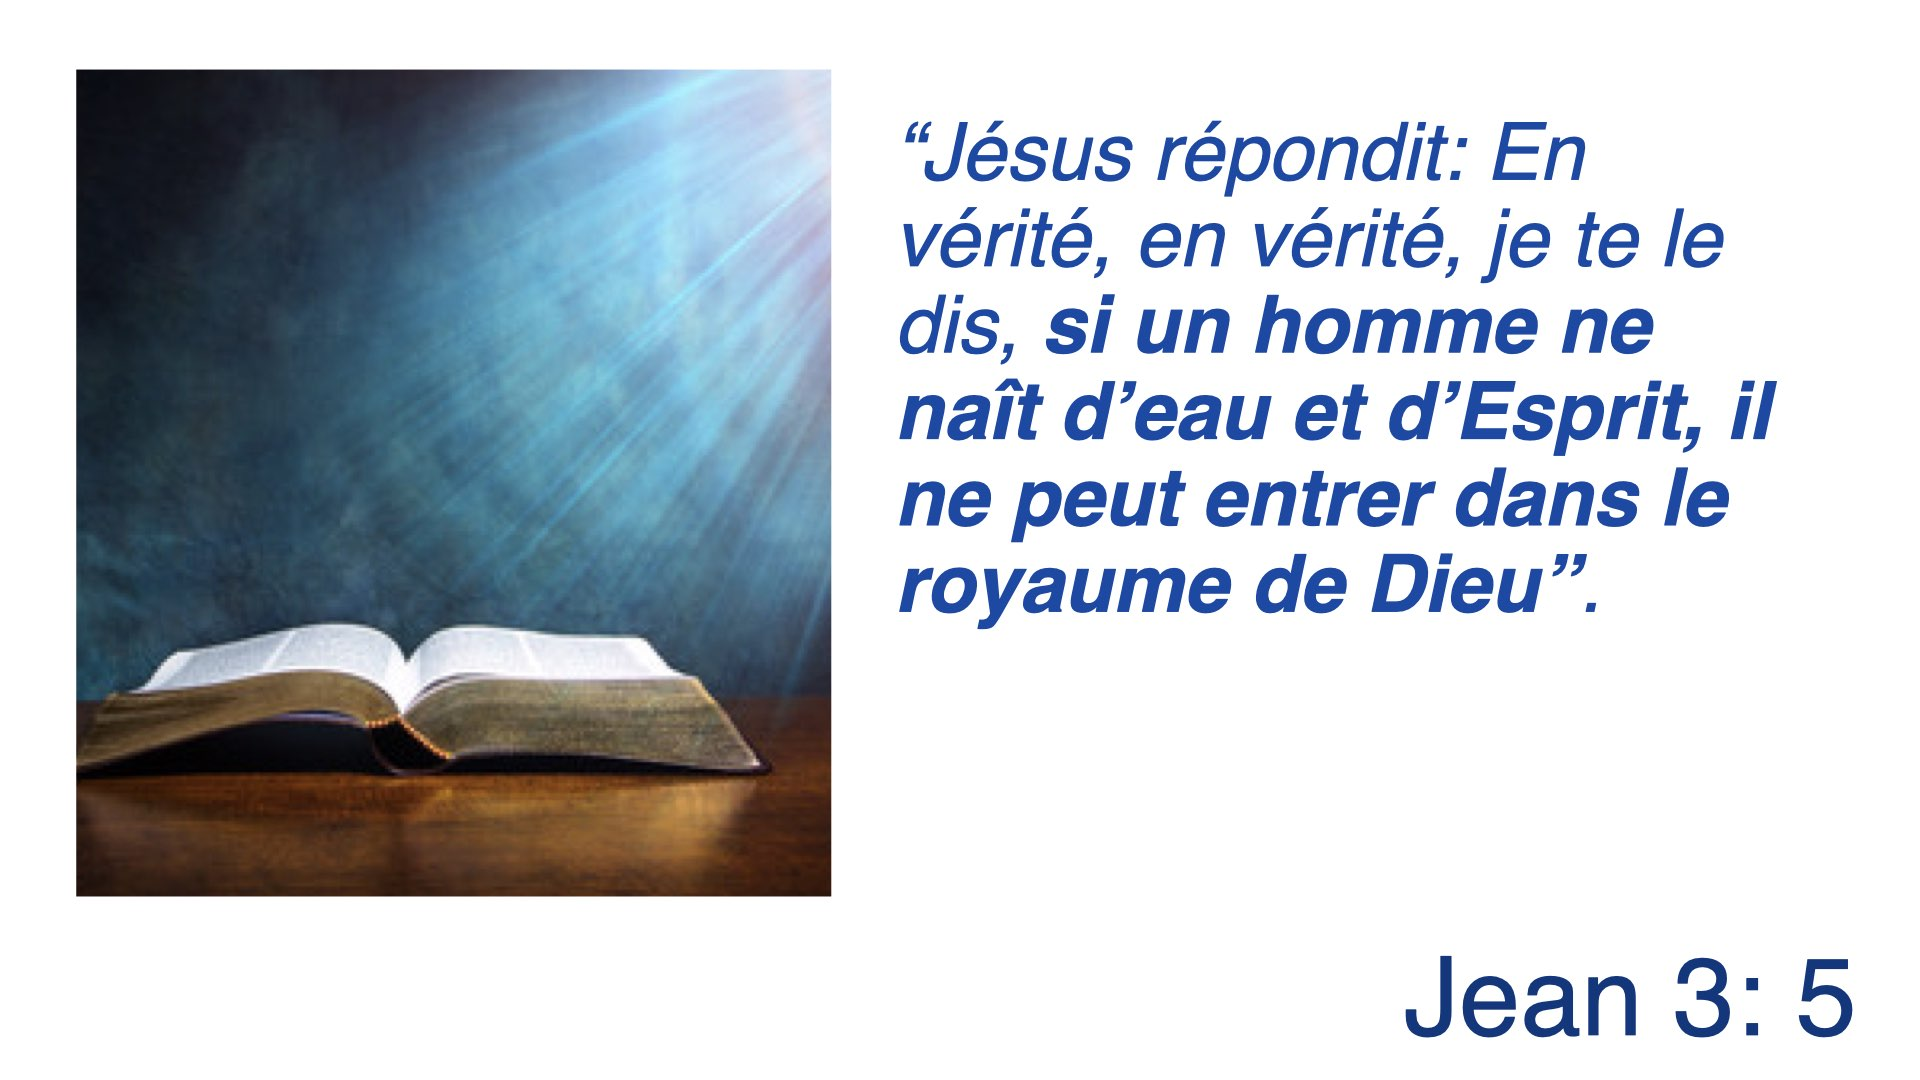 “Jésus répondit: En
vérité, en vérité, je te le
dis, si un homme ne
naît d’eau et d’Esprit, il
ne peut entrer dans le
royaume de Dieu”.
Jean 3: 5